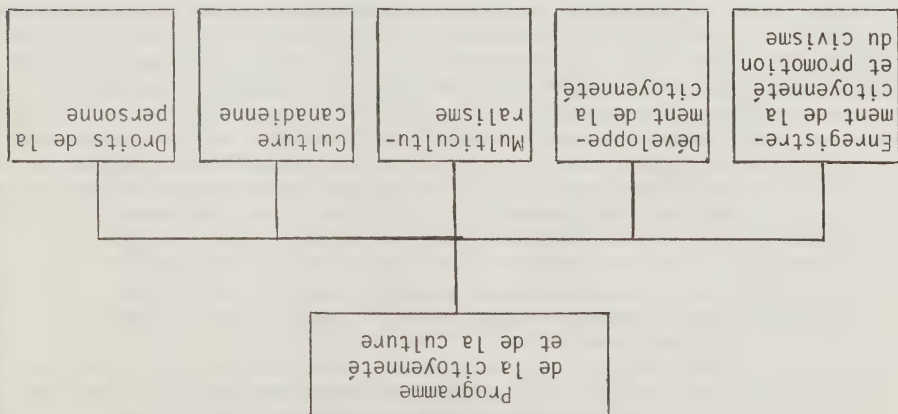 Programme
de la citoyenneté
et de la culture
Enregistre-
ment de la
citoyenneté
et promotion
du civisme
Développe-
ment de la
citoyenneté
Multicultu-
ralisme
Culture
canadienne
Droits de la
personne